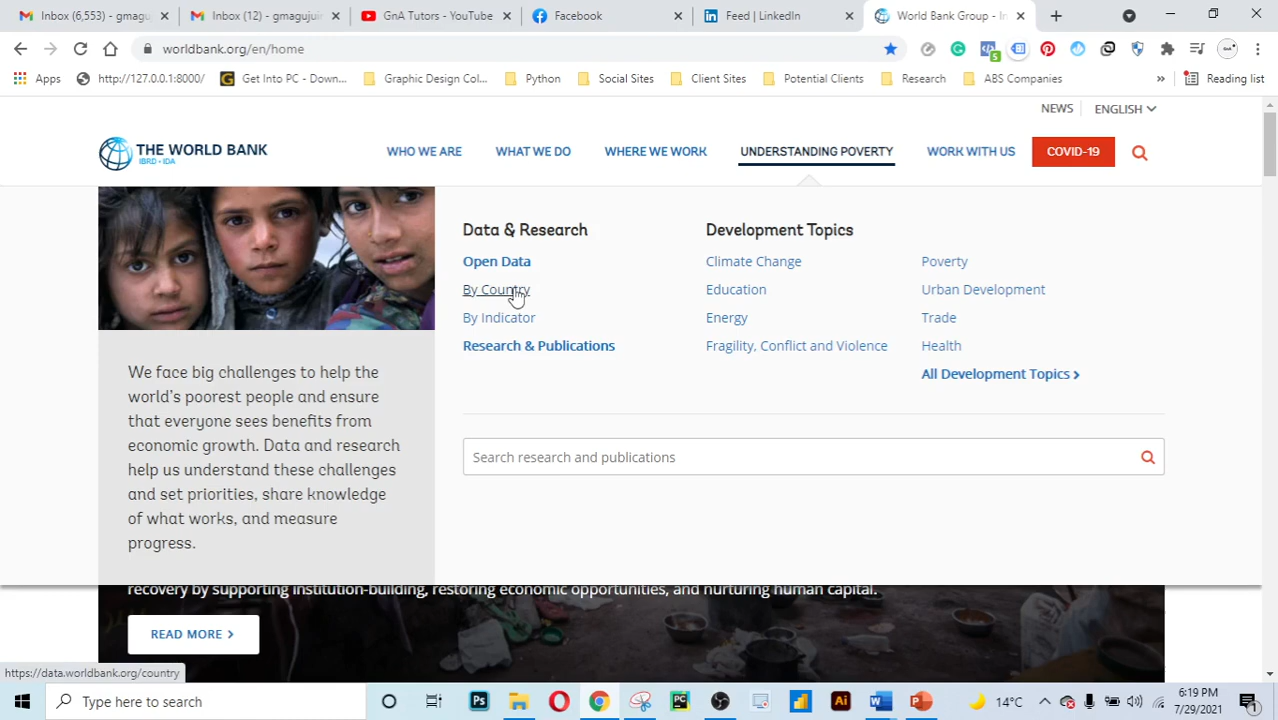 Inbox (6,553) - gmagu
Inbox (12) - gmagujui
GnA Tutors - YouTube
Facebook
Feed | LinkedIn
World Bank Group - In
worldbank.org/en/home
5
Apps
http://127.0.0.1:8000/
Get Into PC - Down...
Graphic Design Col...
Python
Social Sites
Client Sites
Potential Clients
Research
ABS Companies
»
Reading list
NEWS
ENGLISH
THE WORLD BANK
IBRD • IDA
WHO WE ARE
WHAT WE DO
WHERE WE WORK
UNDERSTANDING POVERTY
WORK WITH US
COVID-19
Data & Research
Open Data
By Country
By Indicator
Research & Publications
Development Topics
Climate Change
Education
Energy
Fragility, Conflict and Violence
Poverty
Urban Development
Trade
Health
All Development Topics
We face big challenges to help the
world's poorest people and ensure
that everyone sees benefits from
economic growth. Data and research
help us understand these challenges
and set priorities, share knowledge
of what works, and measure
progress.
Search research and publications
recovery by supporting institution-building, restoring economic opportunities, and nurturing human capital.
READ MORE
https://data.worldbank.org/country
Type here to search
Ps
PC
Ai
W
P
14°C
6:19 PM
7/29/2021
1